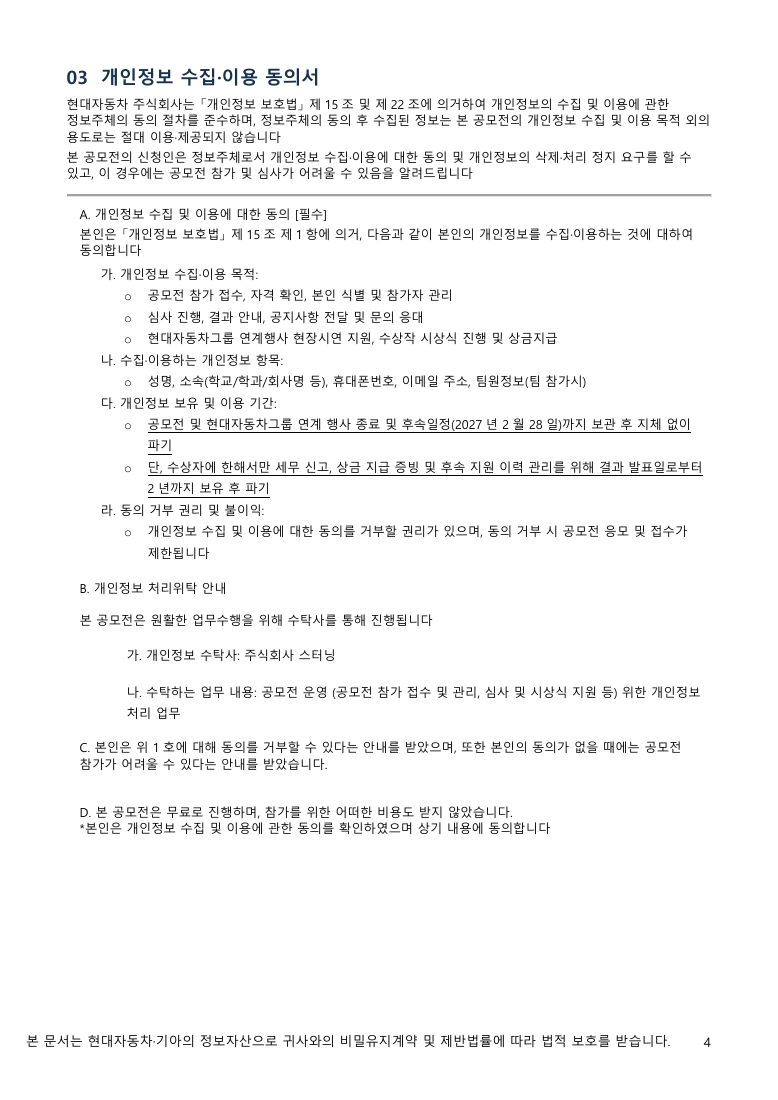 03 개인정보 수집·이용 동의서
현대자동차 주식회사는 「개인정보 보호법」 제 15 조 및 제 22 조에 의거하여 개인정보의 수집 및 이용에 관한
정보주체의 동의 절차를 준수하며, 정보주체의 동의 후 수집된 정보는 본 공모전의 개인정보 수집 및 이용 목적 외의
용도로는 절대 이용·제공되지 않습니다
본 공모전의 신청인은 정보주체로서 개인정보 수집·이용에 대한 동의 및 개인정보의 삭제·처리 정지 요구를 할 수
있고, 이 경우에는 공모전 참가 및 심사가 어려울 수 있음을 알려드립니다
A. 개인정보 수집 및 이용에 대한 동의 [필수]
본인은 「개인정보 보호법」 제 15 조 제 1 항에 의거, 다음과 같이 본인의 개인정보를 수집·이용하는 것에 대하여
동의합니다
가. 개인정보 수집·이용 목적:
○ 공모전 참가 접수, 자격 확인, 본인 식별 및 참가자 관리
○ 심사 진행, 결과 안내, 공지사항 전달 및 문의 응대
○ 현대자동차그룹 연계행사 현장시연 지원, 수상작 시상식 진행 및 상금지급
나. 수집·이용하는 개인정보 항목:
○ 성명, 소속(학교/학과/회사명 등), 휴대폰번호, 이메일 주소, 팀원정보(팀 참가시)
다. 개인정보 보유 및 이용 기간:
○ 공모전 및 현대자동차그룹 연계 행사 종료 및 후속일정(2027 년 2 월 28 일)까지 보관 후 지체 없이
파기
○ 단, 수상자에 한해서만 세무 신고, 상금 지급 증빙 및 후속 지원 이력 관리를 위해 결과 발표일로부터
2 년까지 보유 후 파기
라. 동의 거부 권리 및 불이익:
○ 개인정보 수집 및 이용에 대한 동의를 거부할 권리가 있으며, 동의 거부 시 공모전 응모 및 접수가
제한됩니다
B. 개인정보 처리위탁 안내
본 공모전은 원활한 업무수행을 위해 수탁사를 통해 진행됩니다
가. 개인정보 수탁사: 주식회사 스터닝
나. 수탁하는 업무 내용: 공모전 운영 (공모전 참가 접수 및 관리, 심사 및 시상식 지원 등) 위한 개인정보
처리 업무
C. 본인은 위 1 호에 대해 동의를 거부할 수 있다는 안내를 받았으며, 또한 본인의 동의가 없을 때에는 공모전
참가가 어려울 수 있다는 안내를 받았습니다.
D. 본 공모전은 무료로 진행하며, 참가를 위한 어떠한 비용도 받지 않았습니다.
*본인은 개인정보 수집 및 이용에 관한 동의를 확인하였으며 상기 내용에 동의합니다
본 문서는 현대자동차·기아의 정보자산으로 귀사와의 비밀유지계약 및 제반법률에 따라 법적 보호를 받습니다. 4